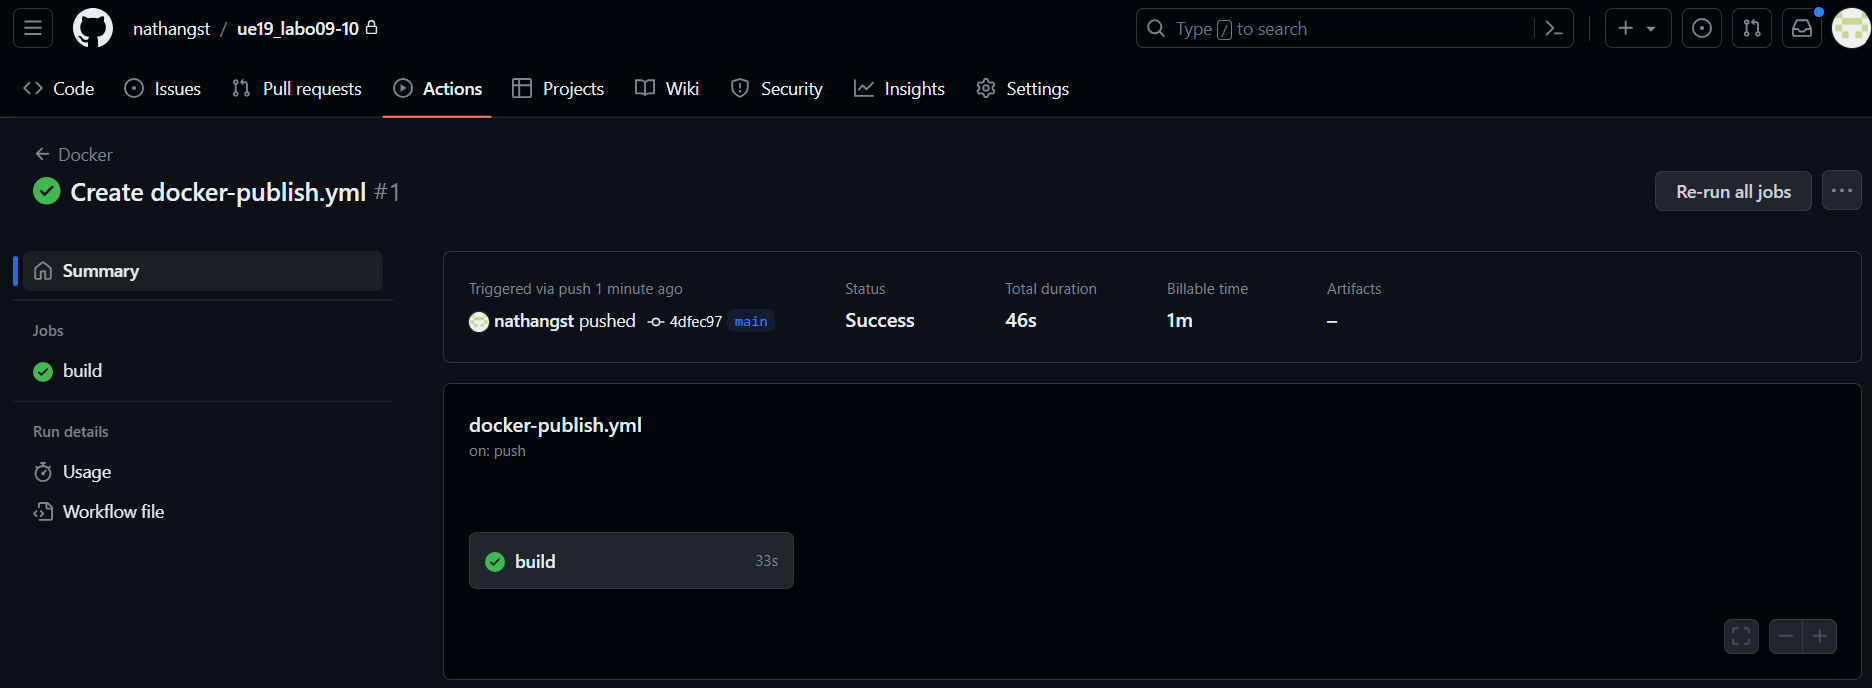 nathangst / ue19_labo09-10
Type / to search
Code Issues Pull requests Actions Projects Wiki Security Insights Settings
← Docker
Create docker-publish.yml #1
Re-run all jobs
Summary
Jobs
build
Run details
Usage
Workflow file
Triggered via push 1 minute ago
nathangst pushed 4dfec97 main
Status
Success
Total duration
46s
Billable time
1m
Artifacts
–
docker-publish.yml
on: push
build 33s